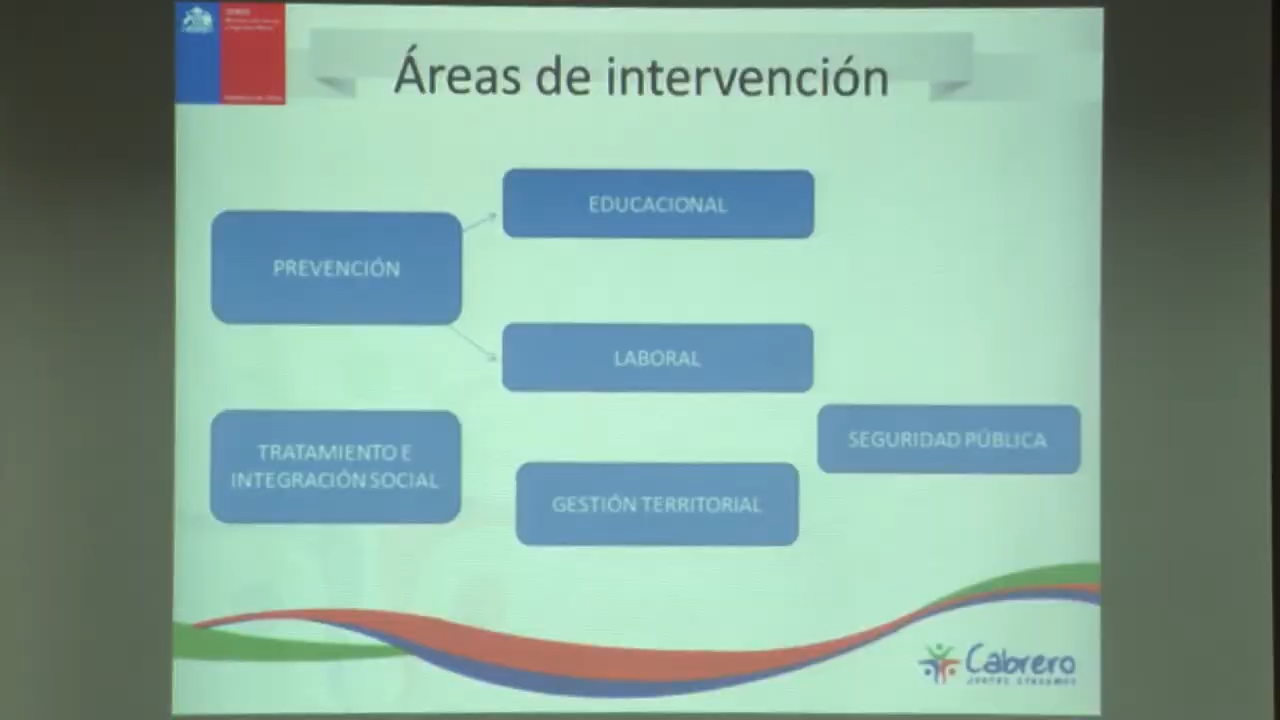 Áreas de intervención
EDUCACIONAL
PREVENCIÓN
LABORAL
SEGURIDAD PÚBLICA
TRATAMIENTO E
INTEGRACIÓN SOCIAL
GESTIÓN TERRITORIAL
Cabrero